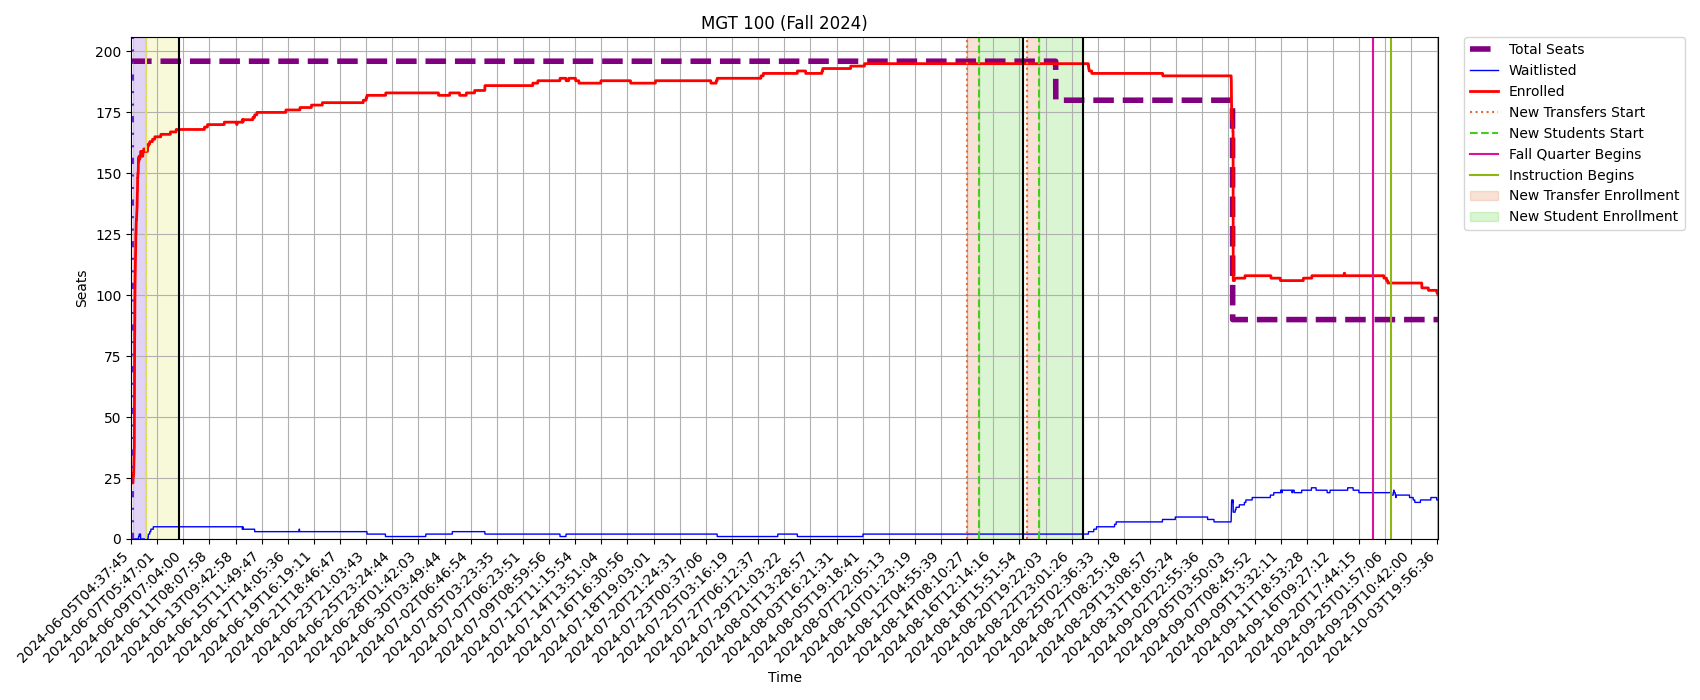 MGT 100 (Fall 2024)
200
175
150
125
100
75
50
25
0
Seats
Total Seats
Waitlisted
Enrolled
New Transfers Start
New Students Start
Fall Quarter Begins
Instruction Begins
New Transfer Enrollment
New Student Enrollment
2024-06-05T04:37:45
2024-06-07T05:47:01
2024-06-09T07:04:00
2024-06-11T08:07:58
2024-06-13T09:42:58
2024-06-15T11:49:47
2024-06-17T14:05:36
2024-06-19T16:19:11
2024-06-21T18:46:47
2024-06-23T21:03:43
2024-06-25T23:24:44
2024-06-28T01:42:03
2024-06-30T03:49:44
2024-07-02T06:46:54
2024-07-05T03:23:35
2024-07-07T06:23:51
2024-07-09T08:59:56
2024-07-12T11:15:54
2024-07-14T13:51:04
2024-07-16T16:30:56
2024-07-18T19:03:01
2024-07-20T21:24:31
2024-07-23T00:37:06
2024-07-25T03:16:19
2024-07-27T06:12:37
2024-07-29T21:03:22
2024-08-01T13:28:57
2024-08-03T16:21:31
2024-08-05T19:18:41
2024-08-07T22:05:13
2024-08-10T01:23:19
2024-08-12T04:55:39
2024-08-14T08:10:27
2024-08-16T12:14:16
2024-08-18T15:51:54
2024-08-20T19:22:03
2024-08-22T23:01:26
2024-08-25T02:36:33
2024-08-27T08:25:18
2024-08-29T13:08:57
2024-08-31T18:05:24
2024-09-02T22:55:36
2024-09-05T03:50:03
2024-09-07T08:45:52
2024-09-09T13:32:11
2024-09-11T18:53:28
2024-09-16T09:27:12
2024-09-20T17:44:15
2024-09-25T01:57:06
2024-09-29T10:42:00
2024-10-03T19:56:36
Time